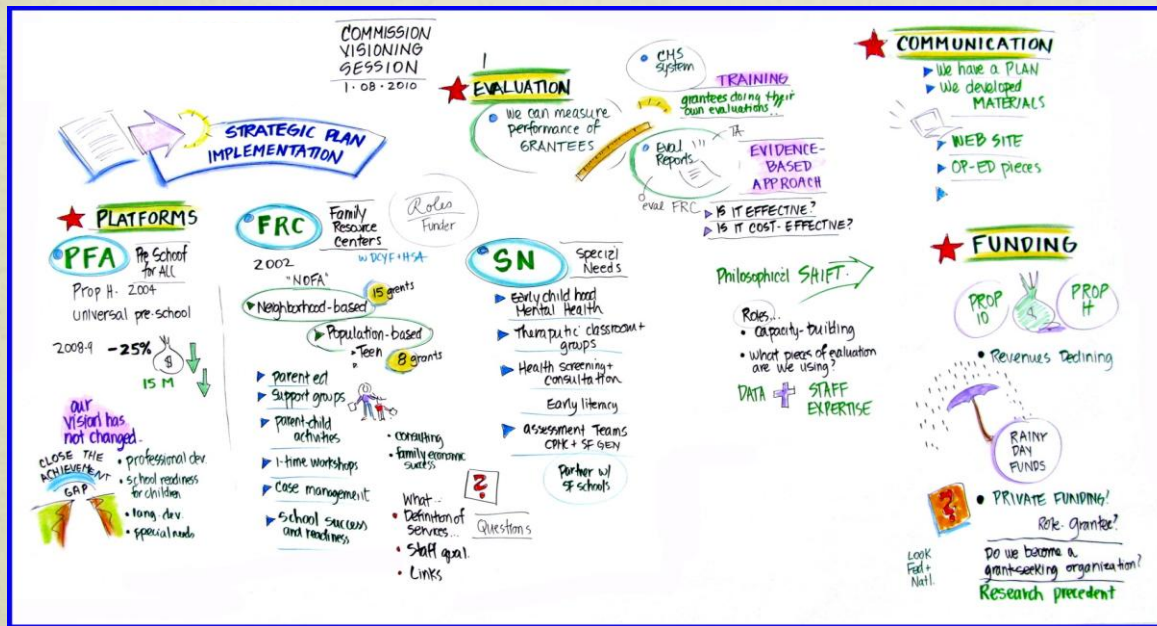 COMMISSION
VISIONING
SESSION
1.08.2010
STRATEGIC PLAN
IMPLEMENTATION
PLATFORMS
PFA
Pre School
for ALL
Prop H. 2004
universal pre-school
2008-9 -25%
$
15 M
our
vision has
not changed..
CLOSE THE
ACHIEVEMENT
GAP
• professional dev.
• school readiness
for children
• lang. dev.
• special needs
FRC
Family
Resource
Centers
w/DCYF+HSA
2002
"NOFA"
Neighborhood-based
15 grants
Population-based
• Teen
8 grants
parent ed
support groups
parent-child
activities
1-time workshops
case management
school success
and readiness
• consulting
• family economic
success
What...
• Definition of
services...
• Staff qual.
• Links
?
Questions
Roles
Funder
EVALUATION
We can measure
performance of
GRANTEES
CMS
system
TRAINING
grantees doing their
own evaluations..
TA
Eval
Reports
eval FRC
EVIDENCE-
BASED
APPROACH
IS IT EFFECTIVE?
IS IT COST-EFFECTIVE?
SN
Special
Needs
Early childhood
Mental Health
Theraputic classroom+
groups
Health screening+
consultation
Early literacy
assessment Teams
CPHC + SF GEN
Partner w/
SF schools
Philosophical SHIFT.
Roles...
• capacity-building
• What pieces of evaluation
are we using?
DATA + STAFF
EXPERTISE
COMMUNICATION
We have a PLAN
We developed
MATERIALS
WEB SITE
OP-ED pieces
FUNDING
PROP
10
$
PROP
H
• Revenues Declining
RAINY
DAY
FUNDS
?
• PRIVATE FUNDING!
Role-grantee?
LOOK
Fed+
Natl.
Do we become a
grant-seeking organization?
Research precedent